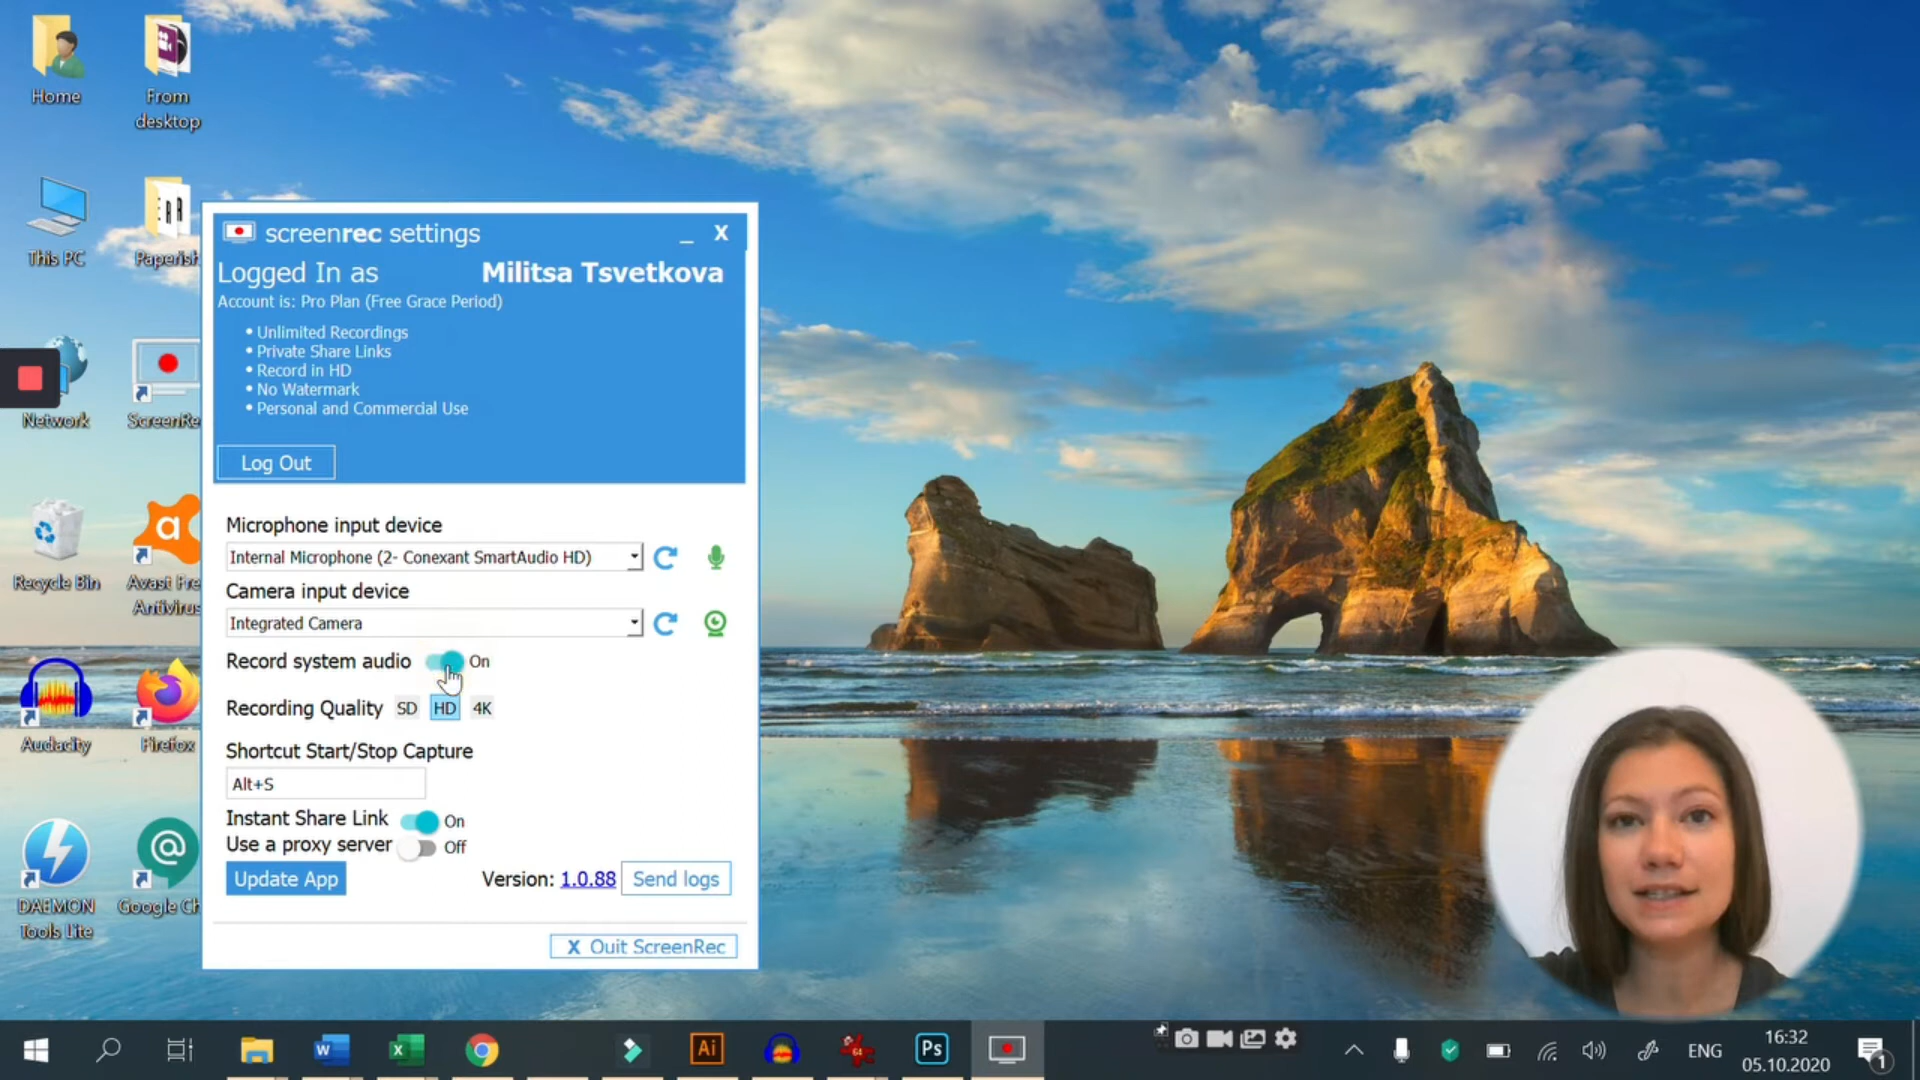 Home
From
desktop
This PC
Paperish
Network
ScreenRe
Recycle Bin
Avast Fre
Antivirus
Audacity
Firefox
DAEMON
Tools Lite
Google Ch
screenrec settings
_ X
Logged In as Militsa Tsvetkova
Account is: Pro Plan (Free Grace Period)
• Unlimited Recordings
• Private Share Links
• Record in HD
• No Watermark
• Personal and Commercial Use
Log Out
Microphone input device
Internal Microphone (2- Conexant SmartAudio HD)
Camera input device
Integrated Camera
Record system audio On
Recording Quality SD HD 4K
Shortcut Start/Stop Capture
Alt+S
Instant Share Link On
Use a proxy server Off
Update App Version: 1.0.88 Send logs
X Quit ScreenRec
W
X
Ai
64
Ps
ENG
16:32
05.10.2020
1